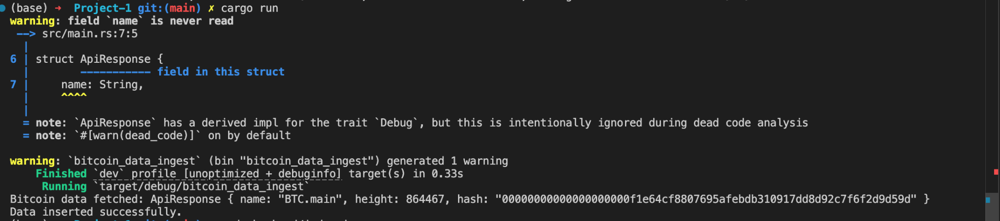 (base) → Project-1 git:(main) ✗ cargo run
warning: field `name` is never read
 --> src/main.rs:7:5
  |
6 | struct ApiResponse {
  |        ----------- field in this struct
7 |     name: String,
  |     ^^^^
  |
  = note: `ApiResponse` has a derived impl for the trait `Debug`, but this is intentionally ignored during dead code analysis
  = note: `#[warn(dead_code)]` on by default
warning: `bitcoin_data_ingest` (bin "bitcoin_data_ingest") generated 1 warning
    Finished `dev` profile [unoptimized + debuginfo] target(s) in 0.33s
     Running `target/debug/bitcoin_data_ingest`
Bitcoin data fetched: ApiResponse { name: "BTC.main", height: 864467, hash: "00000000000000000000f1e64cf8807695afebdb310917dd8d92c7f6f2d9d59d" }
Data inserted successfully.